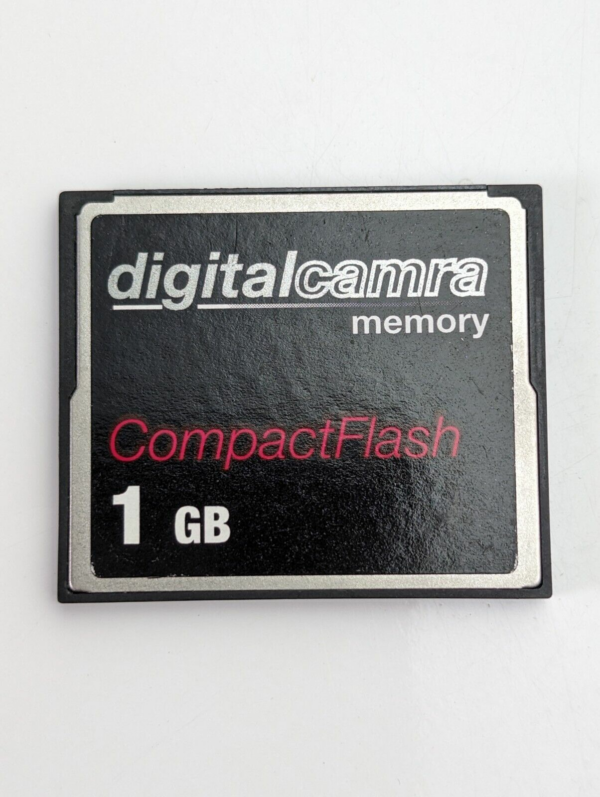 digitalcamra
memory
CompactFlash
1 GB